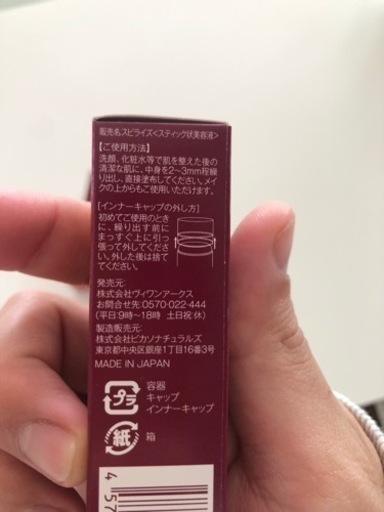 販売名スピライズ<スティック状美容液>
【ご使用方法】
洗顔、化粧水等で肌を整えた後の
清潔な肌に、中身を2~3mm程繰
り出し、直接塗布してください。メイ
クの上からもご使用いただけます。
[インナーキャップの外し方]
初めてご使用のとき
に、繰り出す前に
まっすぐ上に引っ
張って外してくださ
い。外した後は捨て
てください。
発売元:
株式会社ヴィワンアークス
お問合せ先:0570-022-444
(平日:9時~18時 土日祝:休)
製造販売元:
株式会社ピカソナチュラルズ
東京都中央区銀座1丁目16番3号
MADE IN JAPAN
プラ
容器
キャップ
インナーキャップ
紙
箱
4 57